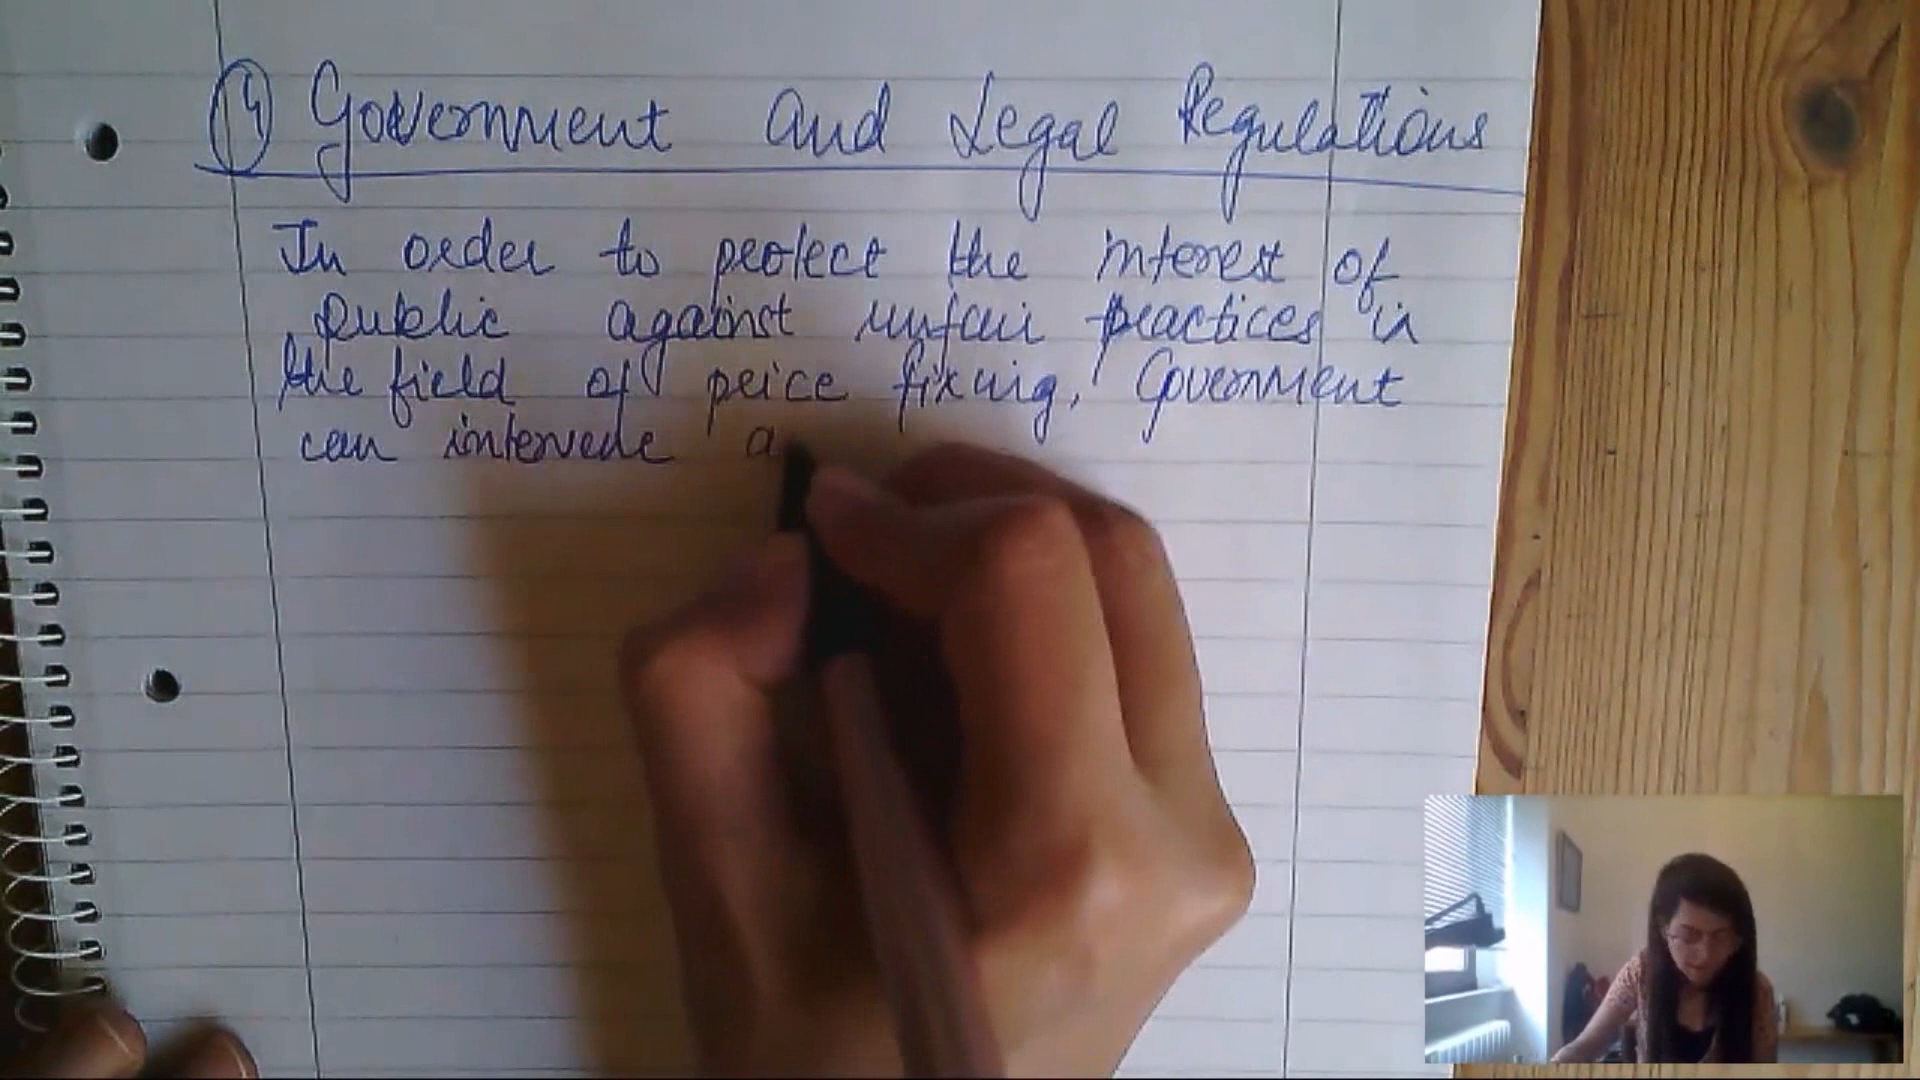 4 Government and Legal Regulations
In order to protect the interest of
public against unfair practices in
the field of price fixing, Government
can intervene a